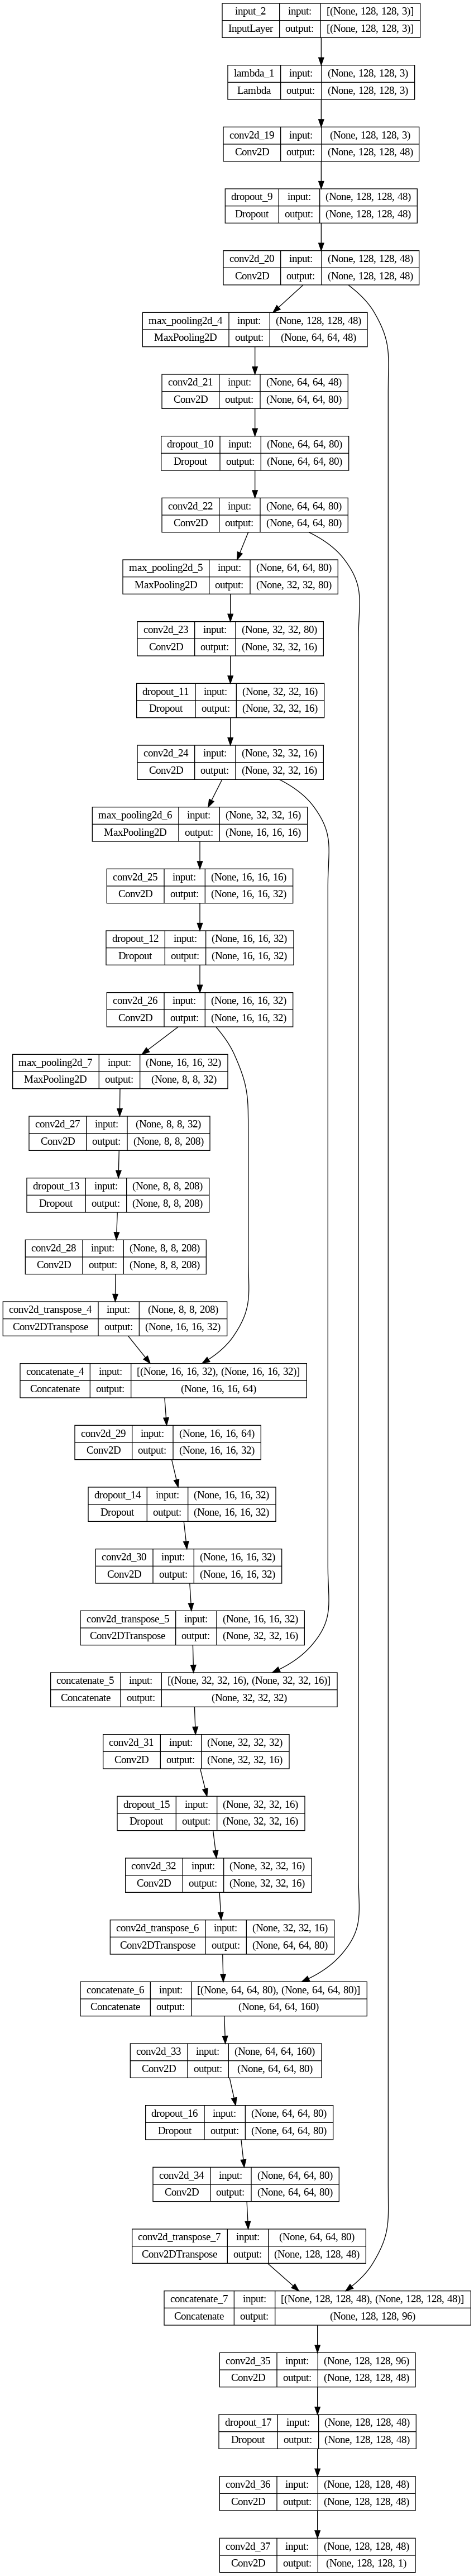 input_2 input: [(None, 128, 128, 3)]
InputLayer output: [(None, 128, 128, 3)]
lambda_1 input: (None, 128, 128, 3)
Lambda output: (None, 128, 128, 3)
conv2d_19 input: (None, 128, 128, 3)
Conv2D output: (None, 128, 128, 48)
dropout_9 input: (None, 128, 128, 48)
Dropout output: (None, 128, 128, 48)
conv2d_20 input: (None, 128, 128, 48)
Conv2D output: (None, 128, 128, 48)
max_pooling2d_4 input: (None, 128, 128, 48)
MaxPooling2D output: (None, 64, 64, 48)
conv2d_21 input: (None, 64, 64, 48)
Conv2D output: (None, 64, 64, 80)
dropout_10 input: (None, 64, 64, 80)
Dropout output: (None, 64, 64, 80)
conv2d_22 input: (None, 64, 64, 80)
Conv2D output: (None, 64, 64, 80)
max_pooling2d_5 input: (None, 64, 64, 80)
MaxPooling2D output: (None, 32, 32, 80)
conv2d_23 input: (None, 32, 32, 80)
Conv2D output: (None, 32, 32, 16)
dropout_11 input: (None, 32, 32, 16)
Dropout output: (None, 32, 32, 16)
conv2d_24 input: (None, 32, 32, 16)
Conv2D output: (None, 32, 32, 16)
max_pooling2d_6 input: (None, 32, 32, 16)
MaxPooling2D output: (None, 16, 16, 16)
conv2d_25 input: (None, 16, 16, 16)
Conv2D output: (None, 16, 16, 32)
dropout_12 input: (None, 16, 16, 32)
Dropout output: (None, 16, 16, 32)
conv2d_26 input: (None, 16, 16, 32)
Conv2D output: (None, 16, 16, 32)
max_pooling2d_7 input: (None, 16, 16, 32)
MaxPooling2D output: (None, 8, 8, 32)
conv2d_27 input: (None, 8, 8, 32)
Conv2D output: (None, 8, 8, 208)
dropout_13 input: (None, 8, 8, 208)
Dropout output: (None, 8, 8, 208)
conv2d_28 input: (None, 8, 8, 208)
Conv2D output: (None, 8, 8, 208)
conv2d_transpose_4 input: (None, 8, 8, 208)
Conv2DTranspose output: (None, 16, 16, 32)
concatenate_4 input: [(None, 16, 16, 32), (None, 16, 16, 32)]
Concatenate output: (None, 16, 16, 64)
conv2d_29 input: (None, 16, 16, 64)
Conv2D output: (None, 16, 16, 32)
dropout_14 input: (None, 16, 16, 32)
Dropout output: (None, 16, 16, 32)
conv2d_30 input: (None, 16, 16, 32)
Conv2D output: (None, 16, 16, 32)
conv2d_transpose_5 input: (None, 16, 16, 32)
Conv2DTranspose output: (None, 32, 32, 16)
concatenate_5 input: [(None, 32, 32, 16), (None, 32, 32, 16)]
Concatenate output: (None, 32, 32, 32)
conv2d_31 input: (None, 32, 32, 32)
Conv2D output: (None, 32, 32, 16)
dropout_15 input: (None, 32, 32, 16)
Dropout output: (None, 32, 32, 16)
conv2d_32 input: (None, 32, 32, 16)
Conv2D output: (None, 32, 32, 16)
conv2d_transpose_6 input: (None, 32, 32, 16)
Conv2DTranspose output: (None, 64, 64, 80)
concatenate_6 input: [(None, 64, 64, 80), (None, 64, 64, 80)]
Concatenate output: (None, 64, 64, 160)
conv2d_33 input: (None, 64, 64, 160)
Conv2D output: (None, 64, 64, 80)
dropout_16 input: (None, 64, 64, 80)
Dropout output: (None, 64, 64, 80)
conv2d_34 input: (None, 64, 64, 80)
Conv2D output: (None, 64, 64, 80)
conv2d_transpose_7 input: (None, 64, 64, 80)
Conv2DTranspose output: (None, 128, 128, 48)
concatenate_7 input: [(None, 128, 128, 48), (None, 128, 128, 48)]
Concatenate output: (None, 128, 128, 96)
conv2d_35 input: (None, 128, 128, 96)
Conv2D output: (None, 128, 128, 48)
dropout_17 input: (None, 128, 128, 48)
Dropout output: (None, 128, 128, 48)
conv2d_36 input: (None, 128, 128, 48)
Conv2D output: (None, 128, 128, 48)
conv2d_37 input: (None, 128, 128, 48)
Conv2D output: (None, 128, 128, 1)